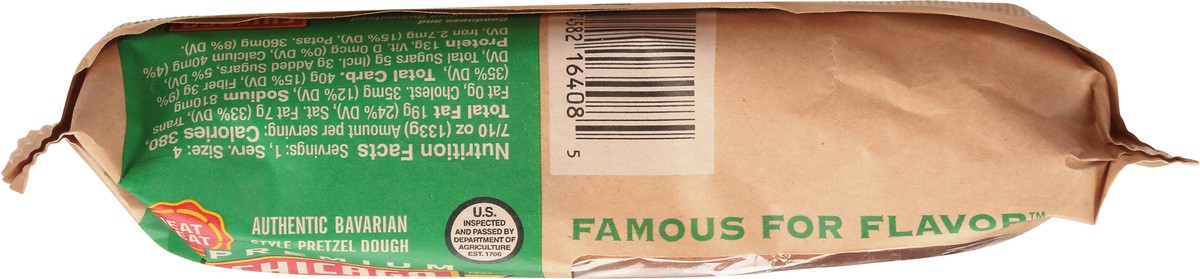 Nutrition Facts Servings: 1, Serv. Size: 4
7/10 oz (133g) Amount per serving: Calories 380,
Total Fat 19g (24% DV), Sat. Fat 7g (33% DV), Trans
Fat 0g, Cholest. 35mg (12% DV), Sodium 810mg
(35% DV), Total Carb. 40g (15% DV), Fiber 3g (9%
DV), Total Sugars 5g (Incl. 3g Added Sugars, 5% DV),
Protein 13g, Vit. D 0mcg (0% DV), Calcium 40mg (4%
DV), Iron 2.7mg (15% DV), Potas. 360mg (8% DV).
74582 16408 5
AUTHENTIC BAVARIAN
STYLE PRETZEL DOUGH
PREMIUM
CHICAGO
U.S.
INSPECTED
AND PASSED BY
DEPARTMENT OF
AGRICULTURE
EST. 1706
FAMOUS FOR FLAVOR™